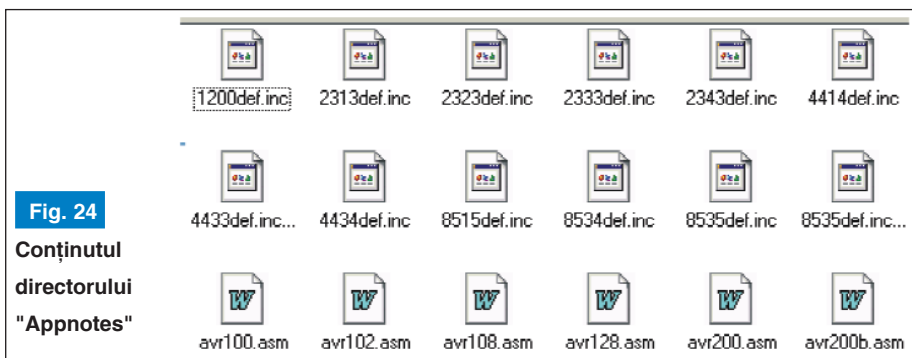 1200def.inc 2313def.inc 2323def.inc 2333def.inc 2343def.inc 4414def.inc
4433def.inc... 4434def.inc 8515def.inc 8534def.inc 8535def.inc 8535def.inc...
avr100.asm avr102.asm avr108.asm avr128.asm avr200.asm avr200b.asm
Fig. 24
Conținutul
directorului
"Appnotes"